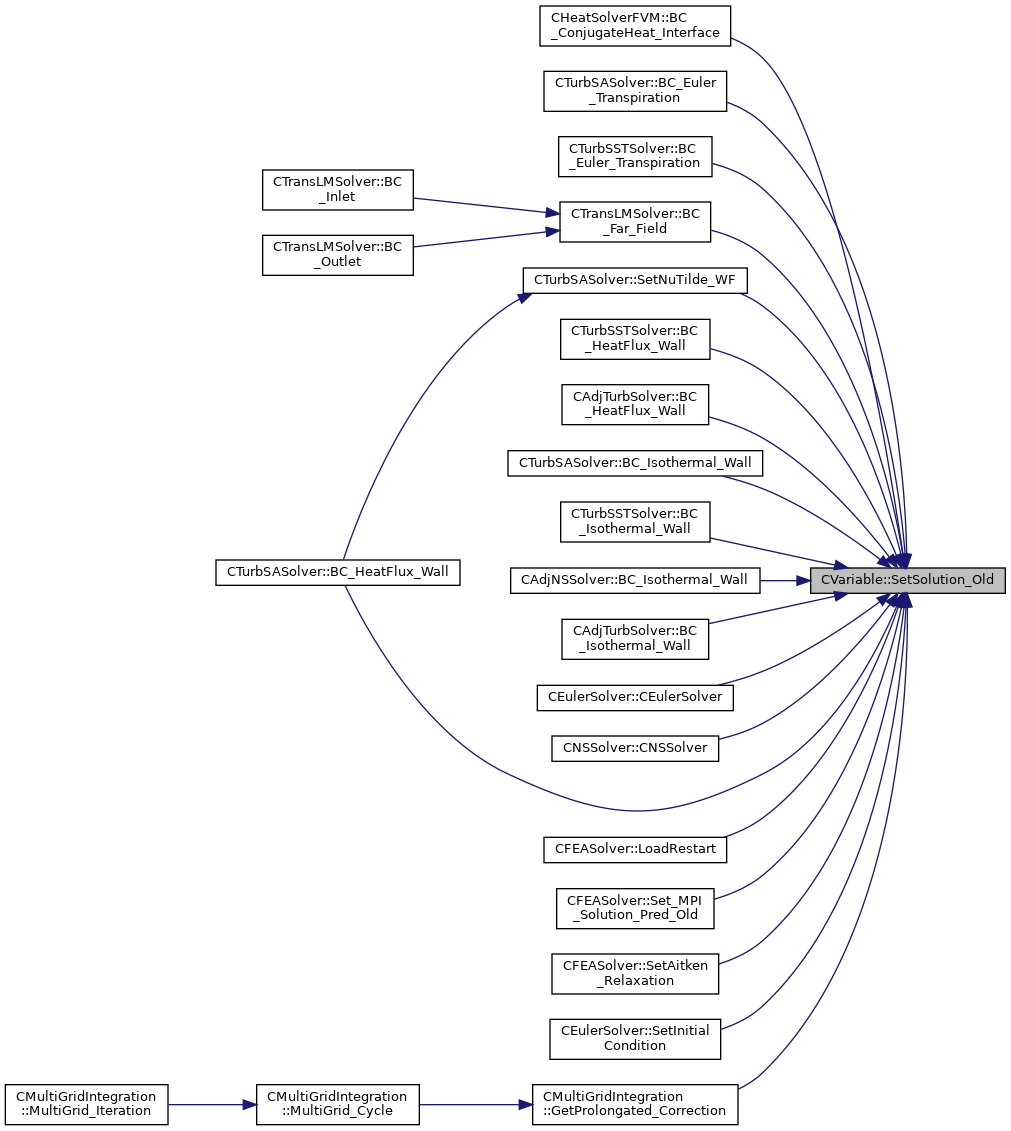 CHeatSolverFVM::BC
_ConjugateHeat_Interface
CTurbSASolver::BC_Euler
_Transpiration
CTurbSSTSolver::BC
_Euler_Transpiration
CTransLMSolver::BC
_Inlet
CTransLMSolver::BC
_Far_Field
CTransLMSolver::BC
_Outlet
CTurbSASolver::SetNuTilde_WF
CTurbSSTSolver::BC
_HeatFlux_Wall
CAdjTurbSolver::BC
_HeatFlux_Wall
CTurbSASolver::BC_Isothermal_Wall
CTurbSSTSolver::BC
_Isothermal_Wall
CTurbSASolver::BC_HeatFlux_Wall
CAdjNSSolver::BC_Isothermal_Wall
CVariable::SetSolution_Old
CAdjTurbSolver::BC
_Isothermal_Wall
CEulerSolver::CEulerSolver
CNSSolver::CNSSolver
CFEASolver::LoadRestart
CFEASolver::Set_MPI
_Solution_Pred_Old
CFEASolver::SetAitken
_Relaxation
CEulerSolver::SetInitial
Condition
CMultiGridIntegration
::MultiGrid_Iteration
CMultiGridIntegration
::MultiGrid_Cycle
CMultiGridIntegration
::GetProlongated_Correction